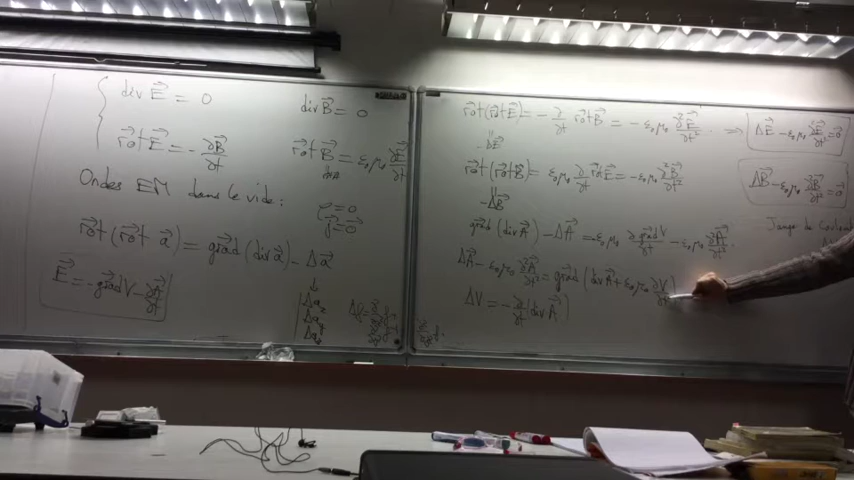 div E⃗ = 0
div B⃗ = 0
rot E⃗ = - ∂B⃗/∂t
rot B⃗ = ε₀μ₀ ∂E⃗/∂t
Ondes EM dans le vide :
ρ=0
j⃗=0⃗
rot (rot a⃗) = grad (div a⃗) - Δa⃗
E⃗ = -grad V - ∂A⃗/∂t
Δaₓ
Δa_y
Δa_z
rot (rot E⃗) = - ∂/∂t rot B⃗ = - ε₀μ₀ ∂²E⃗/∂t² ⇒ ΔE⃗ - ε₀μ₀ ∂²E⃗/∂t² = 0⃗
-ΔE⃗
rot (rot B⃗) = ε₀μ₀ ∂/∂t rot E⃗ = -ε₀μ₀ ∂²B⃗/∂t²
ΔB⃗ - ε₀μ₀ ∂²B⃗/∂t² = 0⃗
-ΔB⃗
grad (div A⃗) - ΔA⃗ = -ε₀μ₀ ∂/∂t grad V - ε₀μ₀ ∂²A⃗/∂t²
ΔA⃗ - ε₀μ₀ ∂²A⃗/∂t² = grad (div A⃗ + ε₀μ₀ ∂V/∂t)
ΔV = - ∂/∂t (div A⃗)